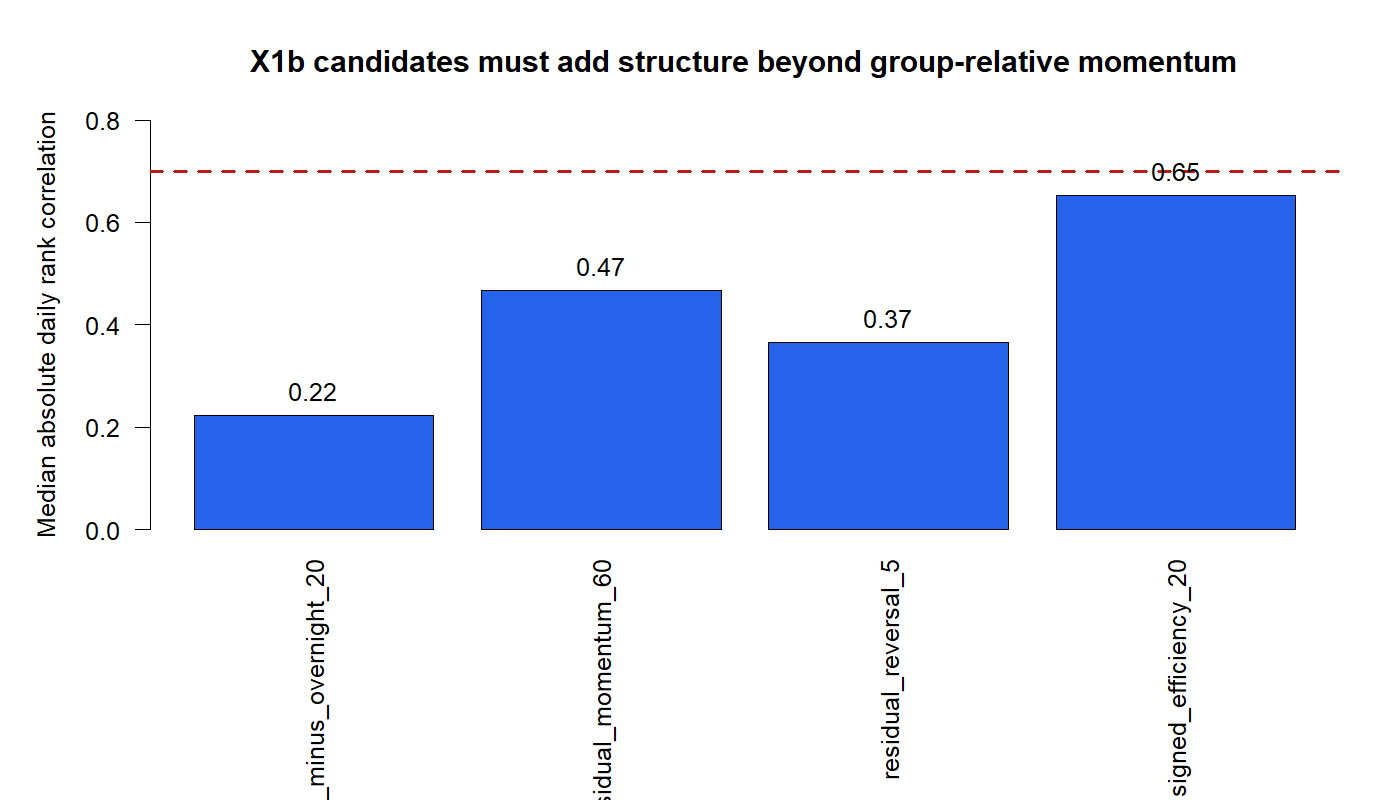 X1b candidates must add structure beyond group-relative momentum
Median absolute daily rank correlation
0.8
0.6
0.4
0.2
0.0
0.22
0.47
0.37
0.65
_minus_overnight_20
sidual_momentum_60
residual_reversal_5
signed_efficiency_20